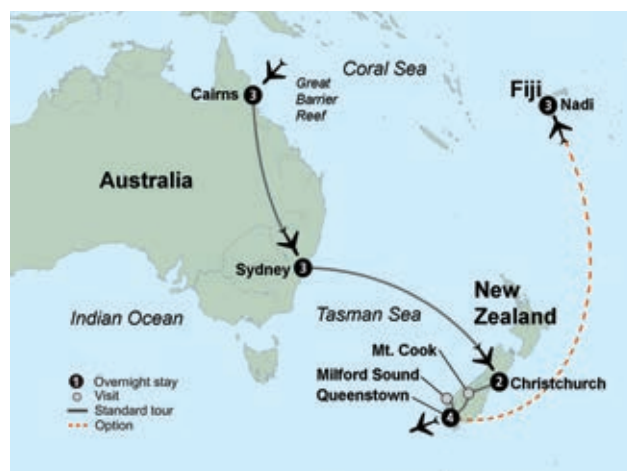 Coral Sea
Fiji
3 Nadi
Cairns 3
Great
Barrier
Reef
Australia
Sydney 3
New
Zealand
Indian Ocean
Tasman Sea
Mt. Cook
Milford Sound
2 Christchurch
Queenstown
4
1 Overnight stay
Visit
Standard tour
Option